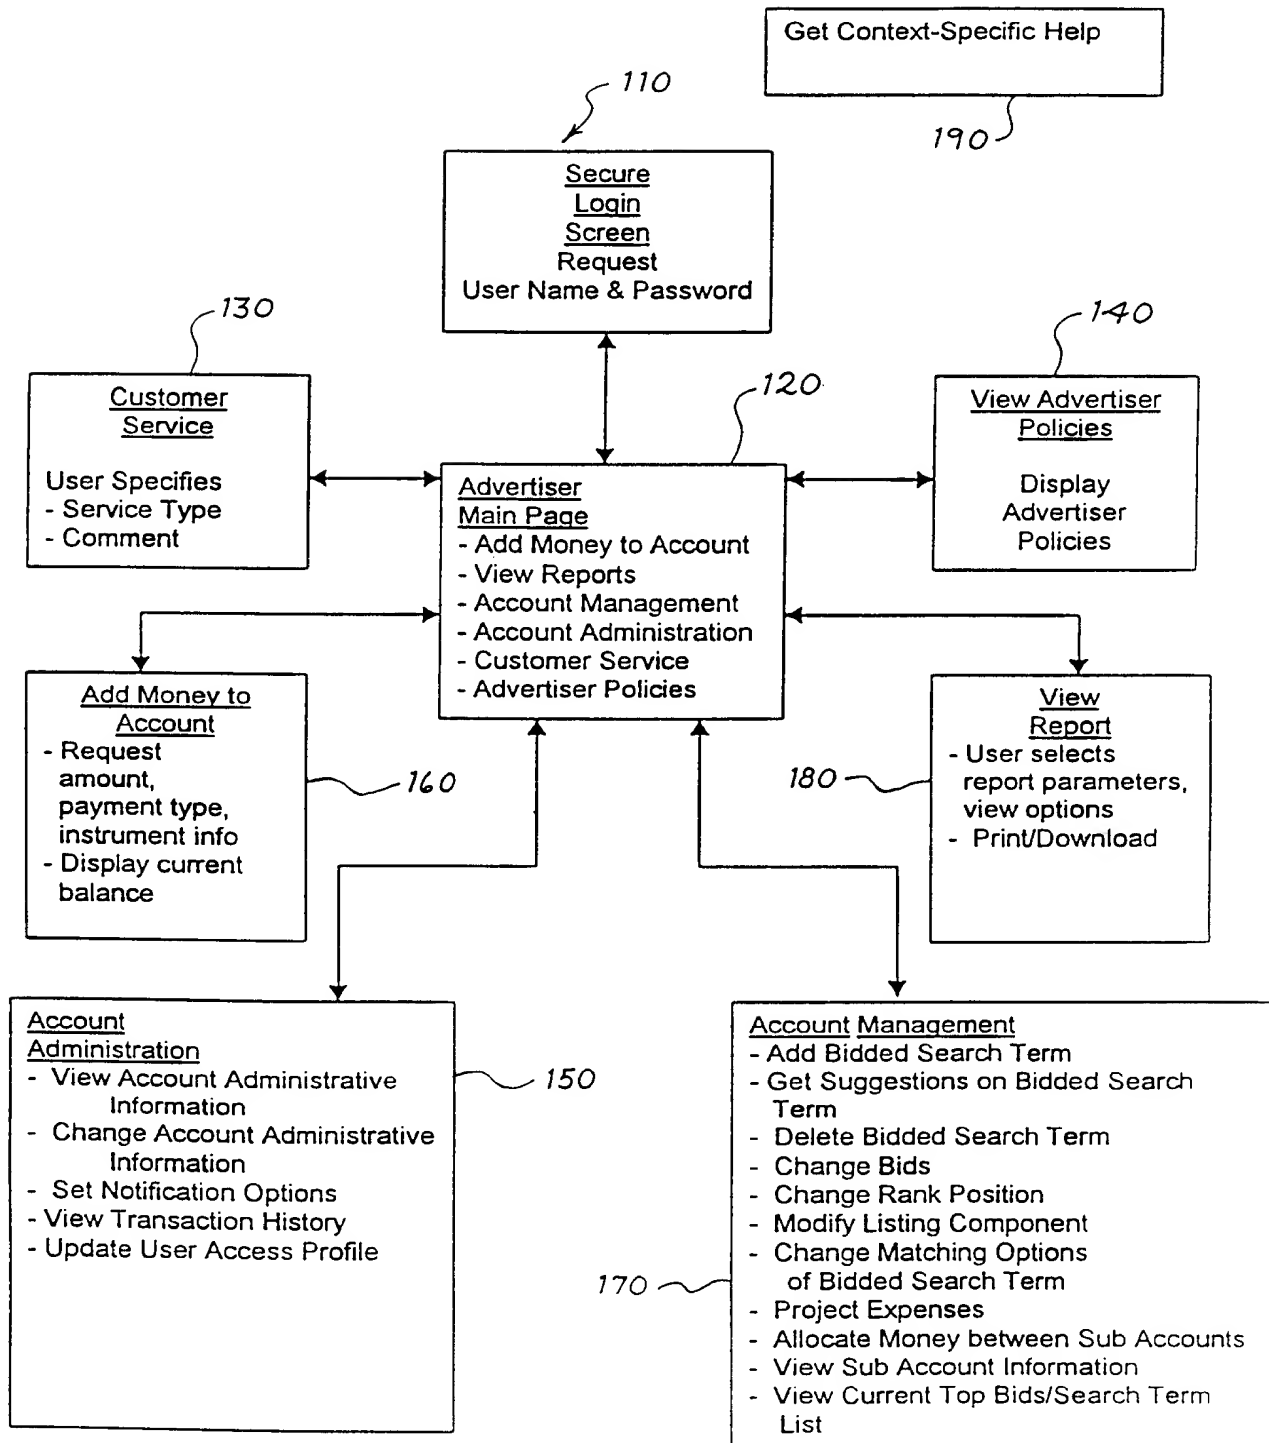 Get Context-Specific Help
190
110
Secure
Login
Screen
Request
User Name & Password
130
Customer
Service
User Specifies
- Service Type
- Comment
120
Advertiser
Main Page
- Add Money to Account
- View Reports
- Account Management
- Account Administration
- Customer Service
- Advertiser Policies
140
View Advertiser
Policies
Display
Advertiser
Policies
Add Money to
Account
- Request
amount,
payment type,
instrument info
- Display current
balance
160
180
View
Report
- User selects
report parameters,
view options
- Print/Download
Account
Administration
- View Account Administrative
Information
- Change Account Administrative
Information
- Set Notification Options
- View Transaction History
- Update User Access Profile
150
Account Management
- Add Bidded Search Term
- Get Suggestions on Bidded Search
Term
- Delete Bidded Search Term
- Change Bids
- Change Rank Position
- Modify Listing Component
- Change Matching Options
of Bidded Search Term
- Project Expenses
- Allocate Money between Sub Accounts
- View Sub Account Information
- View Current Top Bids/Search Term
List
170